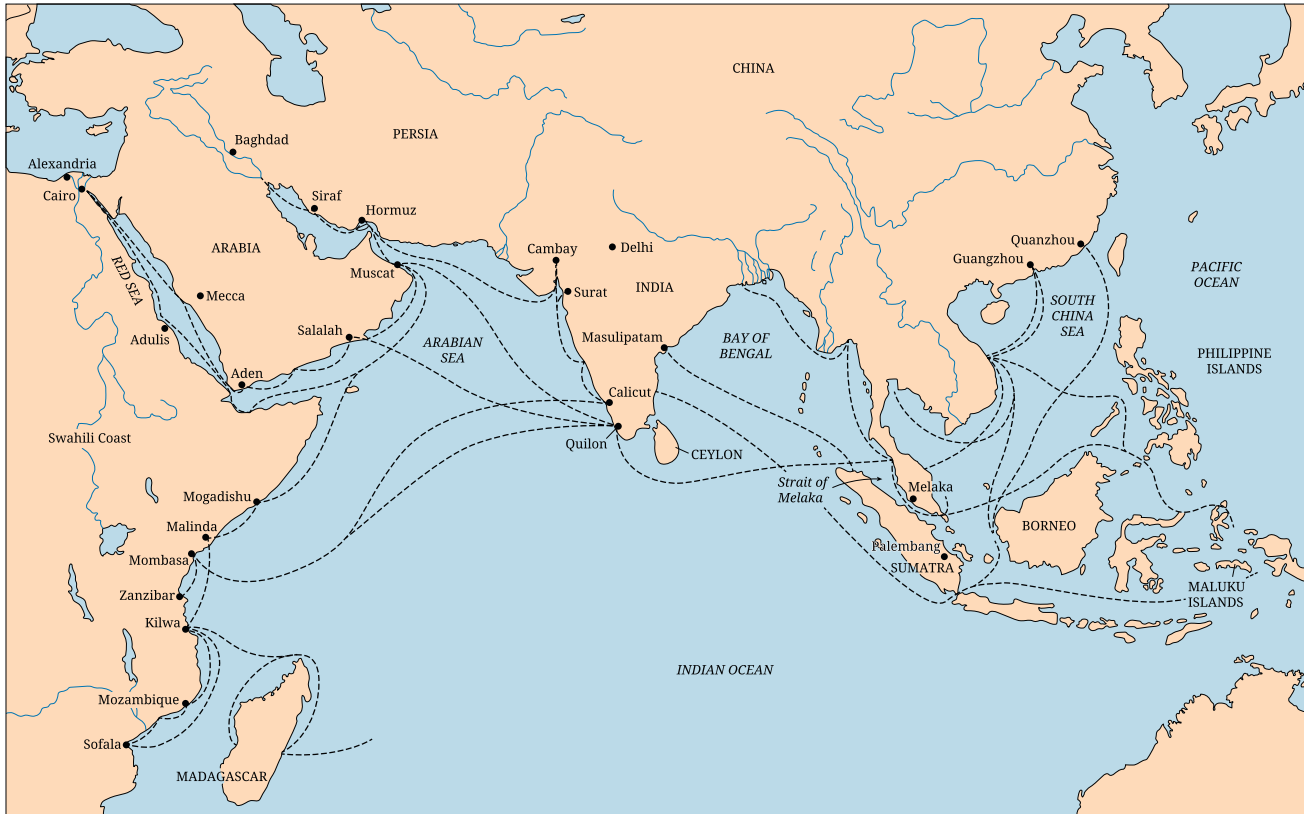 CHINA
PERSIA
Baghdad
Alexandria
Cairo
Siraf
Hormuz
ARABIA
RED SEA
Muscat
Mecca
Adulis
Salalah
Aden
Cambay
Delhi
Surat
INDIA
Masulipatam
ARABIAN
SEA
BAY OF
BENGAL
Quanzhou
Guangzhou
SOUTH
CHINA
SEA
PACIFIC
OCEAN
PHILIPPINE
ISLANDS
Calicut
Quilon
CEYLON
Swahili Coast
Mogadishu
Malinda
Mombasa
Zanzibar
Kilwa
Mozambique
Sofala
MADAGASCAR
Strait of
Melaka
Melaka
BORNEO
Palembang
SUMATRA
MALUKU
ISLANDS
INDIAN OCEAN